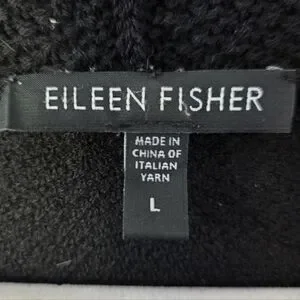 EILEEN FISHER
MADE IN
CHINA OF
ITALIAN
YARN
L